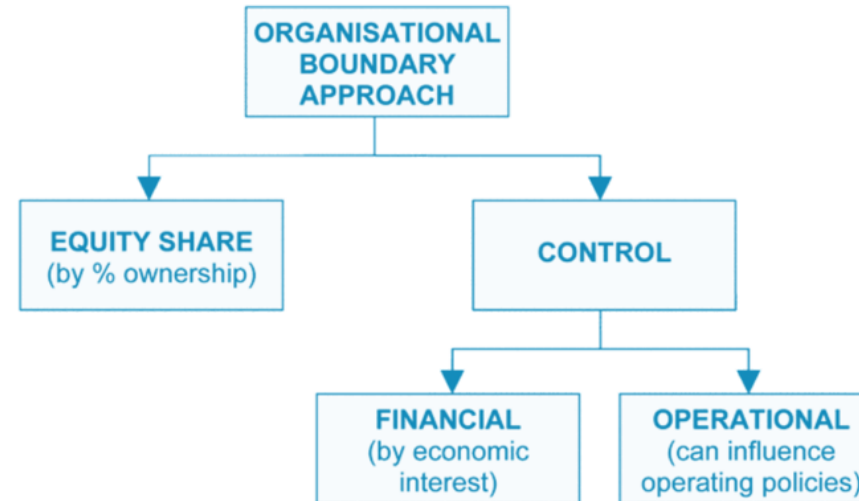 ORGANISATIONAL
BOUNDARY
APPROACH
EQUITY SHARE
(by % ownership)
CONTROL
FINANCIAL
(by economic
interest)
OPERATIONAL
(can influence
operating policies)